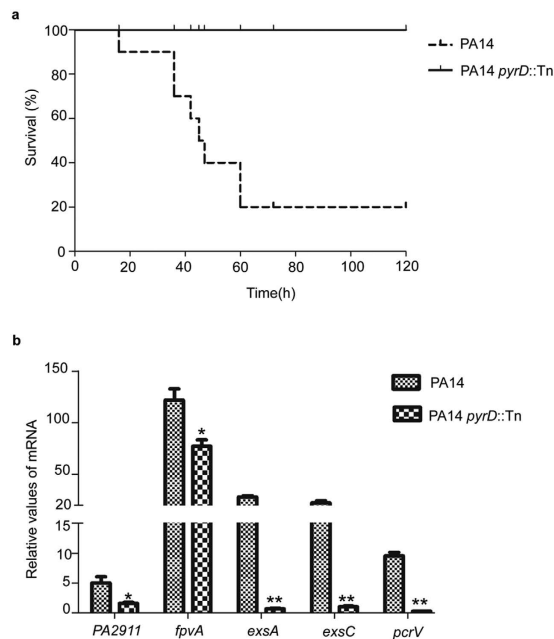 a
100
80
60
40
20
0
Survival (%)
0 20 40 60 80 100 120
Time(h)
PA14
PA14 pyrD::Tn
b
150
100
50
20
15
10
5
0
Relative values of mRNA
* * ** ** **
PA2911 fpvA exsA exsC pcrV
PA14
PA14 pyrD::Tn